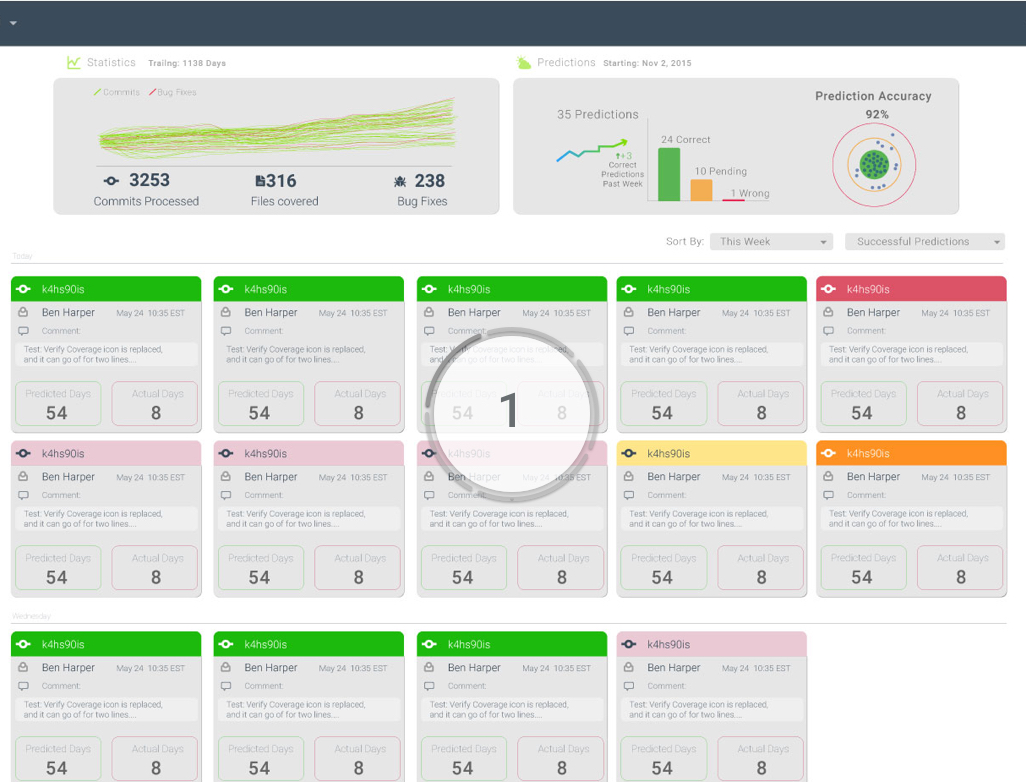 Statistics Trailng: 1138 Days
Predictions Starting: Nov 2, 2015
Commits Bug Fixes
3253
Commits Processed
316
Files covered
238
Bug Fixes
35 Predictions
+3
Correct
Predictions
Past Week
24 Correct
10 Pending
1 Wrong
Prediction Accuracy
92%
Sort By: This Week Successful Predictions
Today
k4hs90is k4hs90is k4hs90is k4hs90is k4hs90is
Ben Harper May 24 10:35 EST Ben Harper May 24 10:35 EST Ben Harper May 24 10:35 EST Ben Harper May 24 10:35 EST Ben Harper May 24 10:35 EST
Comment: Comment: Comment: Comment: Comment:
Test: Verify Coverage icon is replaced, Test: Verify Coverage icon is replaced, Test: Verify Coverage icon is replaced, Test: Verify Coverage icon is replaced, Test: Verify Coverage icon is replaced,
and it can go of for two lines.... and it can go of for two lines.... and it can go of for two lines.... and it can go of for two lines.... and it can go of for two lines....
Predicted Days Actual Days Predicted Days Actual Days Predicted Days Actual Days Predicted Days Actual Days Predicted Days Actual Days
54 8 54 8 54 8 54 8 54 8
1
k4hs90is k4hs90is k4hs90is k4hs90is k4hs90is
Ben Harper May 24 10:35 EST Ben Harper May 24 10:35 EST Ben Harper May 24 10:35 EST Ben Harper May 24 10:35 EST Ben Harper May 24 10:35 EST
Comment: Comment: Comment: Comment: Comment:
Test: Verify Coverage icon is replaced, Test: Verify Coverage icon is replaced, Test: Verify Coverage icon is replaced, Test: Verify Coverage icon is replaced, Test: Verify Coverage icon is replaced,
and it can go of for two lines.... and it can go of for two lines.... and it can go of for two lines.... and it can go of for two lines.... and it can go of for two lines....
Predicted Days Actual Days Predicted Days Actual Days Predicted Days Actual Days Predicted Days Actual Days Predicted Days Actual Days
54 8 54 8 54 8 54 8 54 8
Wednesday
k4hs90is k4hs90is k4hs90is k4hs90is
Ben Harper May 24 10:35 EST Ben Harper May 24 10:35 EST Ben Harper May 24 10:35 EST Ben Harper May 24 10:35 EST
Comment: Comment: Comment: Comment:
Test: Verify Coverage icon is replaced, Test: Verify Coverage icon is replaced, Test: Verify Coverage icon is replaced, Test: Verify Coverage icon is replaced,
and it can go of for two lines.... and it can go of for two lines.... and it can go of for two lines.... and it can go of for two lines....
Predicted Days Actual Days Predicted Days Actual Days Predicted Days Actual Days Predicted Days Actual Days
54 8 54 8 54 8 54 8